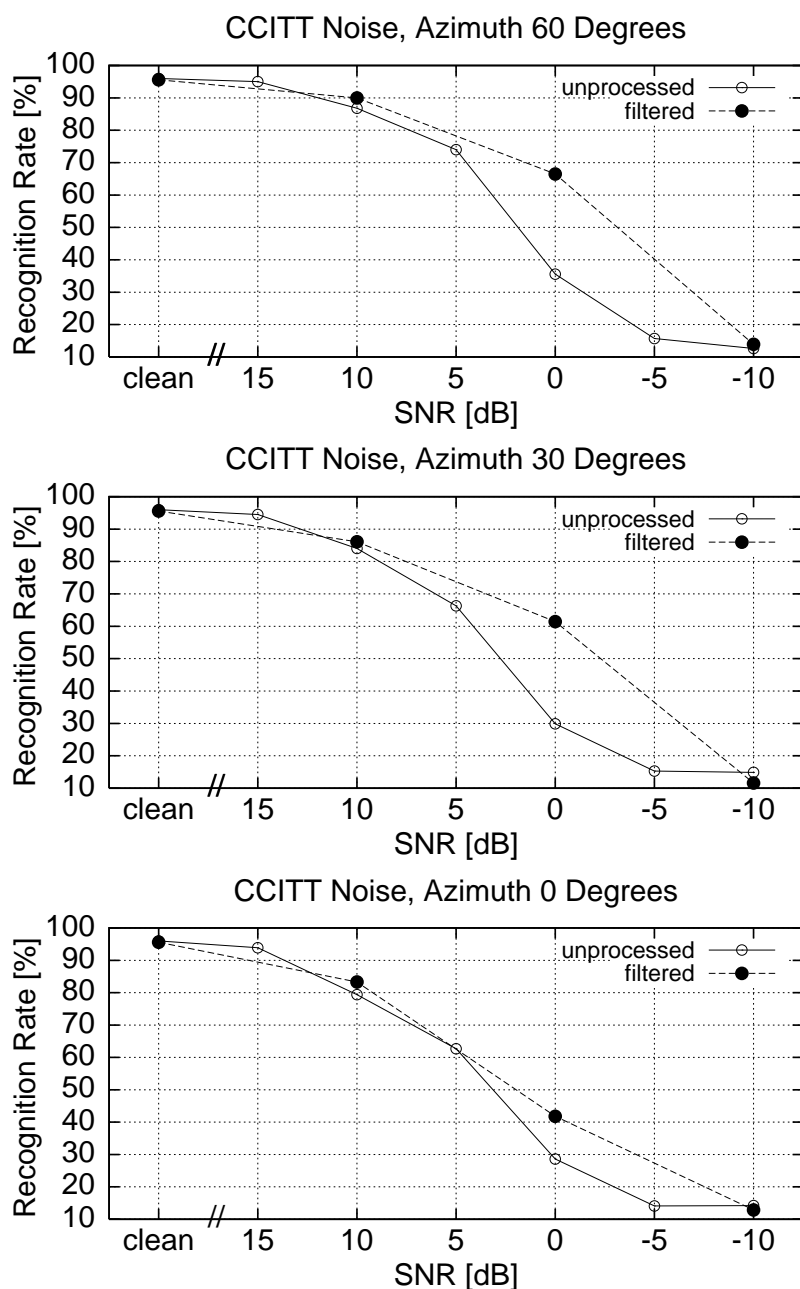 CCITT Noise, Azimuth 60 Degrees
Recognition Rate [%]
100
90
80
70
60
50
40
30
20
10
unprocessed
filtered
clean // 15 10 5 0 -5 -10
SNR [dB]
CCITT Noise, Azimuth 30 Degrees
Recognition Rate [%]
100
90
80
70
60
50
40
30
20
10
unprocessed
filtered
clean // 15 10 5 0 -5 -10
SNR [dB]
CCITT Noise, Azimuth 0 Degrees
Recognition Rate [%]
100
90
80
70
60
50
40
30
20
10
unprocessed
filtered
clean // 15 10 5 0 -5 -10
SNR [dB]